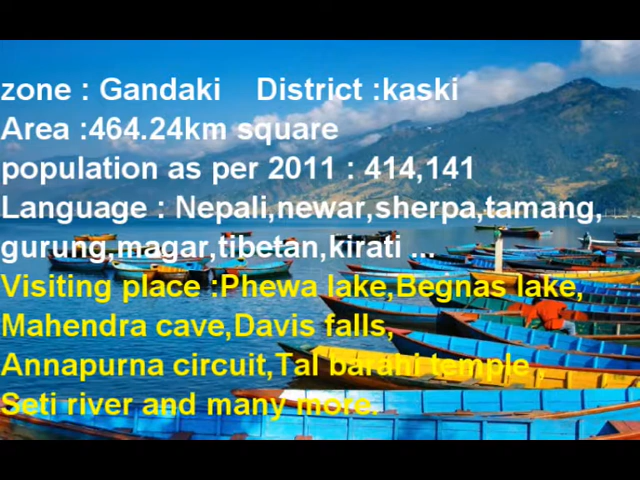 zone : Gandaki District :kaski
Area :464.24km square
population as per 2011 : 414,141
Language : Nepali,newar,sherpa,tamang,
gurung,magar,tibetan,kirati ...
Visiting place :Phewa lake,Begnas lake,
Mahendra cave,Davis falls,
Annapurna circuit,Tal barahi temple ,
Seti river and many more.